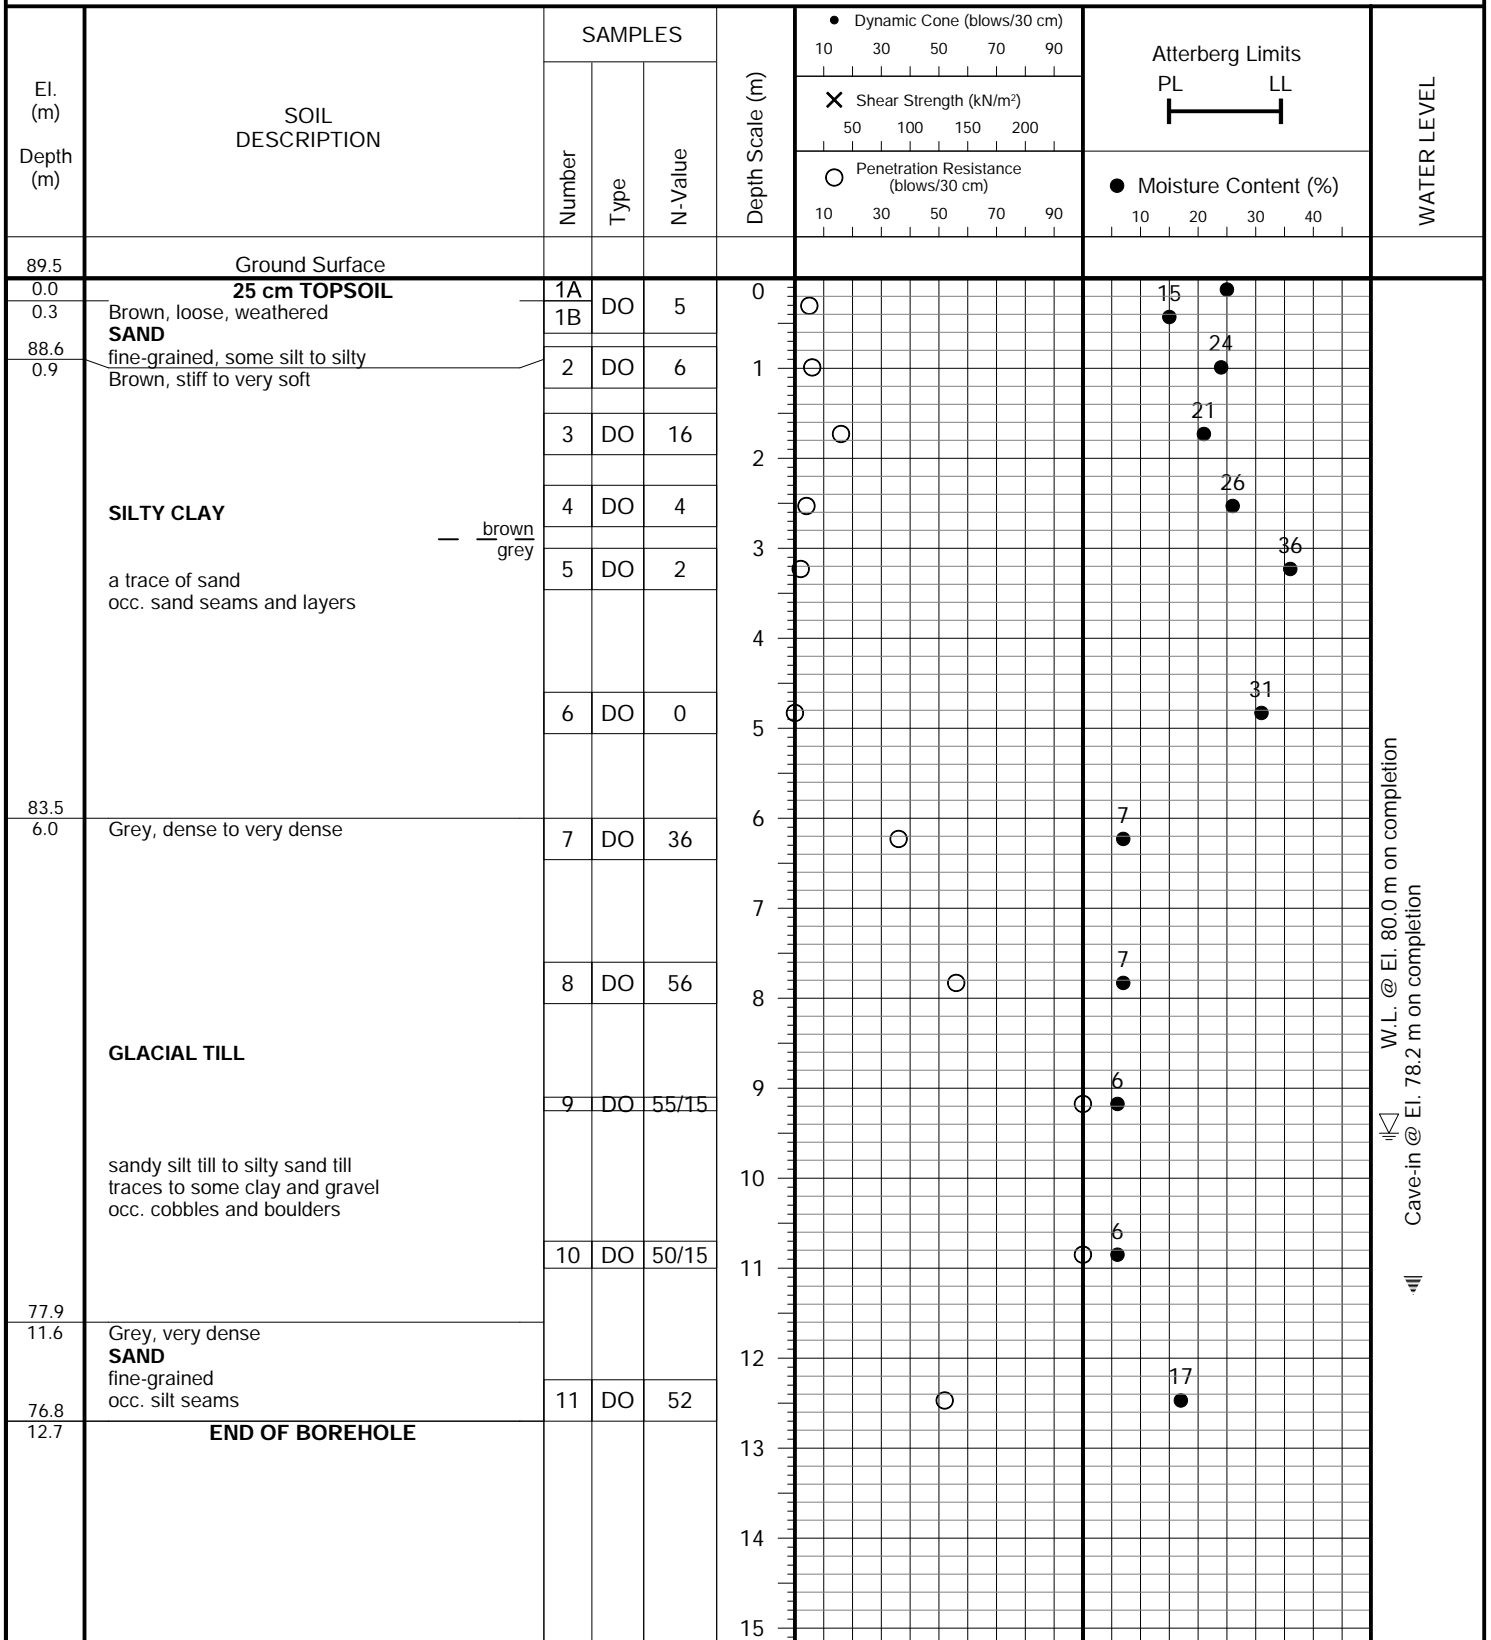 El.
(m)
Depth
(m)
SOIL
DESCRIPTION
SAMPLES
Number
Type
N-Value
Depth Scale (m)
Dynamic Cone (blows/30 cm)
10 30 50 70 90
Shear Strength (kN/m²)
50 100 150 200
Penetration Resistance
(blows/30 cm)
10 30 50 70 90
Atterberg Limits
PL LL
Moisture Content (%)
10 20 30 40
WATER LEVEL
89.5 Ground Surface
0.0 25 cm TOPSOIL 1A DO 5 0
15
0.3 Brown, loose, weathered 1B
SAND
88.6 fine-grained, some silt to silty 24
0.9 Brown, stiff to very soft 2 DO 6 1
21
3 DO 16
2
26
SILTY CLAY 4 DO 4
brown
grey 3 36
5 DO 2
a trace of sand
occ. sand seams and layers
4
31
6 DO 0
5
83.5
6.0 Grey, dense to very dense 6 7
7 DO 36
7
7
8 DO 56
8
GLACIAL TILL
9 6
9 DO 55/15
sandy silt till to silty sand till
traces to some clay and gravel 10
occ. cobbles and boulders
6
10 DO 50/15
11
77.9
11.6 Grey, very dense
SAND 12
fine-grained 17
occ. silt seams 11 DO 52
76.8
12.7 END OF BOREHOLE
13
14
15
W.L. @ El. 80.0 m on completion
Cave-in @ El. 78.2 m on completion